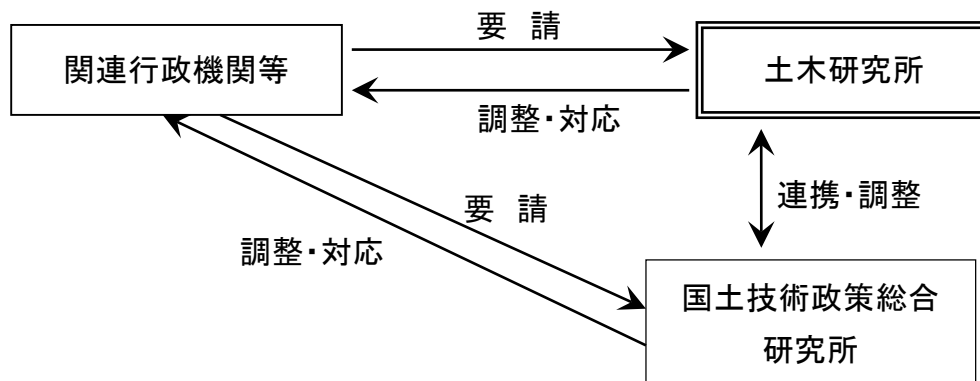 要 請
関連行政機関等
土木研究所
調整・対応
連携・調整
要 請
調整・対応
国土技術政策総合
研究所